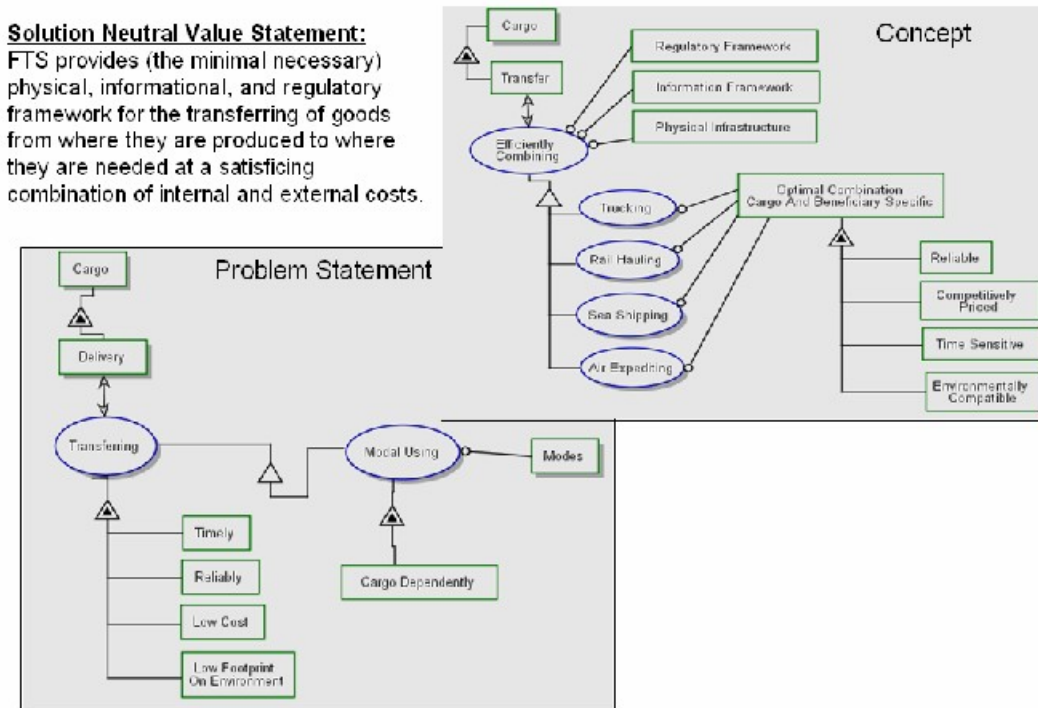 Solution Neutral Value Statement:
FTS provides (the minimal necessary)
physical, informational, and regulatory
framework for the transferring of goods
from where they are produced to where
they are needed at a satisficing
combination of internal and external costs.
Concept
Cargo
Transfer
Regulatory Framework
Information Framework
Physical Infrastructure
Efficiently
Combining
Trucking
Rail Hauling
Sea Shipping
Air Expediting
Optimal Combination
Cargo And Beneficiary Specific
Reliable
Competitively
Priced
Time Sensitive
Environmentally
Compatible
Problem Statement
Cargo
Delivery
Transferring
Modal Using
Modes
Timely
Reliably
Low Cost
Low Footprint
On Environment
Cargo Dependently